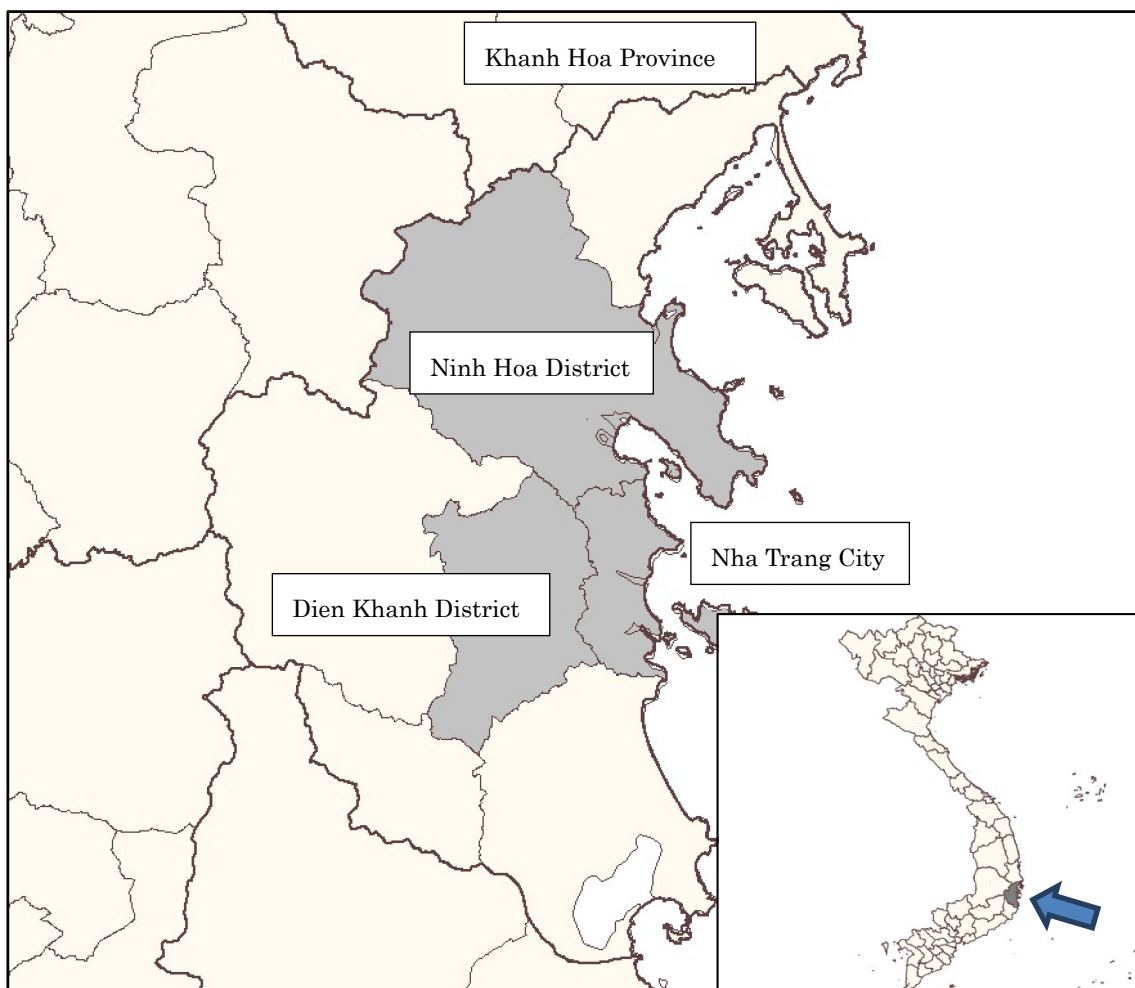 Khanh Hoa Province
Ninh Hoa District
Nha Trang City
Dien Khanh District